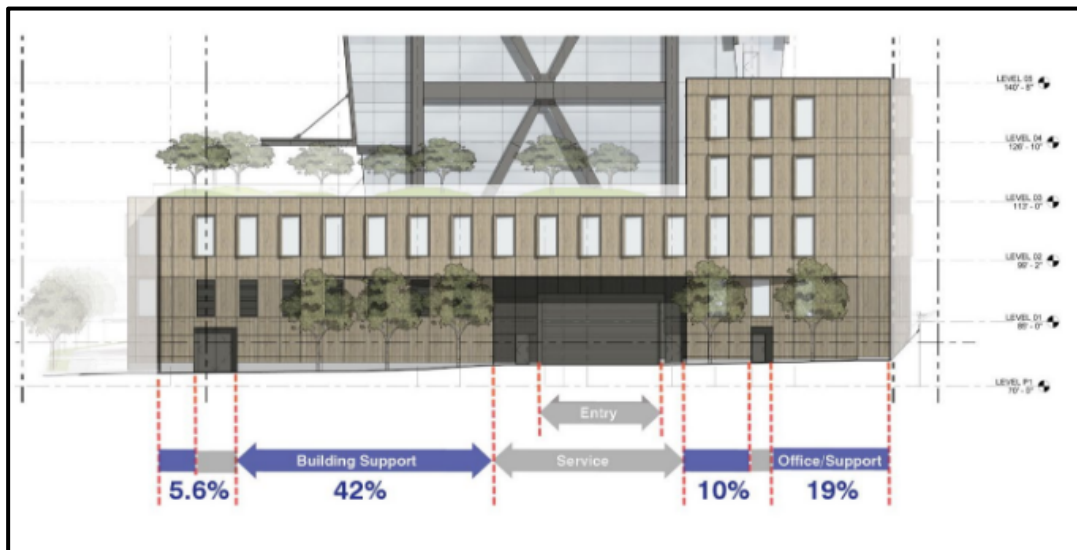 LEVEL 05
140' - 8"
LEVEL 04
126' - 10"
LEVEL 03
113' - 0"
LEVEL 02
99' - 2"
LEVEL 01
85' - 0"
LEVEL P1
70' - 0"
Entry
Building Support
Service
Office/Support
5.6%
42%
10%
19%